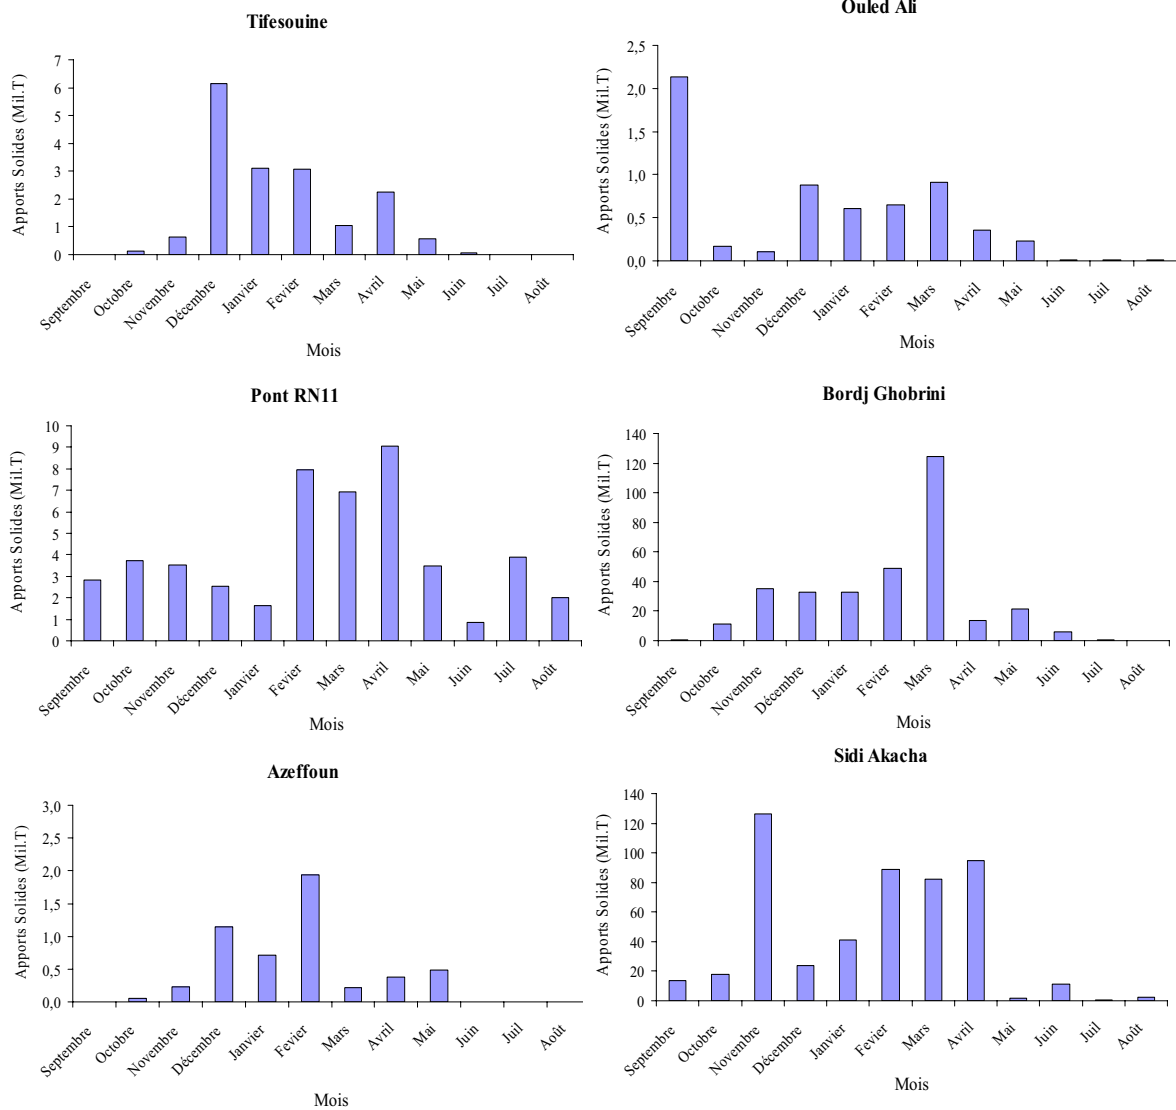 Tifesouine
Apports Solides (Mil.T)
7
6
5
4
3
2
1
0
Septembre
Octobre
Novembre
Décembre
Janvier
Fevier
Mars
Avril
Mai
Juin
Juil
Août
Mois
Ouled Ali
Apports Solides (Mil.T)
2,5
2,0
1,5
1,0
0,5
0,0
Septembre
Octobre
Novembre
Décembre
Janvier
Fevier
Mars
Avril
Mai
Juin
Juil
Août
Mois
Pont RN11
Apports Solides (Mil.T)
10
9
8
7
6
5
4
3
2
1
0
Septembre
Octobre
Novembre
Décembre
Janvier
Fevier
Mars
Avril
Mai
Juin
Juil
Août
Mois
Bordj Ghobrini
Apports Solides (Mil.T)
140
120
100
80
60
40
20
0
Septembre
Octobre
Novembre
Décembre
Janvier
Fevier
Mars
Avril
Mai
Juin
Juil
Août
Mois
Azeffoun
Apports Solides (Mil.T)
3,0
2,5
2,0
1,5
1,0
0,5
0,0
Septembre
Octobre
Novembre
Décembre
Janvier
Fevier
Mars
Avril
Mai
Juin
Juil
Août
Mois
Sidi Akacha
Apports Solides (Mil.T)
140
120
100
80
60
40
20
0
Septembre
Octobre
Novembre
Décembre
Janvier
Fevier
Mars
Avril
Mai
Juin
Juil
Août
Mois